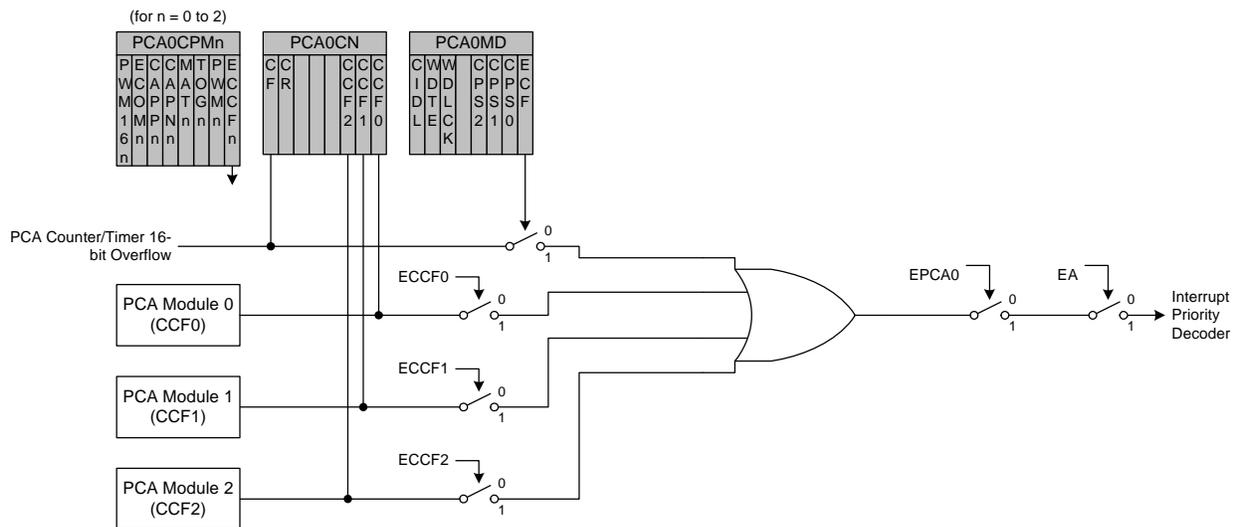 (for n = 0 to 2)
PCA0CPMn
PWM16n
ECOMn
CAPPn
CAPNn
MATn
TOGn
PWMn
ECCFn
PCA0CN
CF
CR
CCF2
CCF1
CCF0
PCA0MD
CIDL
WDTE
WDLCK
CPS2
CPS1
CPS0
ECF
PCA Counter/Timer 16-
bit Overflow
0
1
PCA Module 0
(CCF0)
ECCF0
0
1
PCA Module 1
(CCF1)
ECCF1
0
1
PCA Module 2
(CCF2)
ECCF2
0
1
EPCA0
0
1
EA
0
1
Interrupt
Priority
Decoder